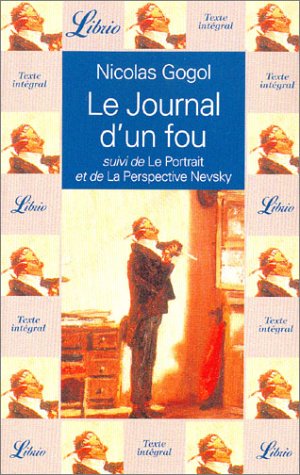 Librio
Texte
intégral
Texte
intégral
Nicolas Gogol
Le Journal
d'un fou
suivi de Le Portrait
et de La Perspective Nevsky
Librio
Librio
Texte
intégral
Texte
intégral
Librio
Texte
intégral
Librio